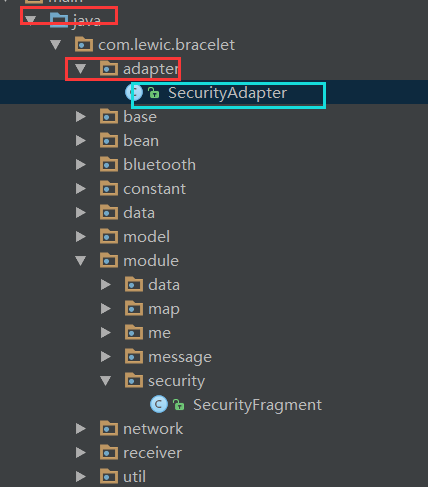 main
java
com.lewic.bracelet
adapter
SecurityAdapter
base
bean
bluetooth
constant
data
model
module
data
map
me
message
security
SecurityFragment
network
receiver
util